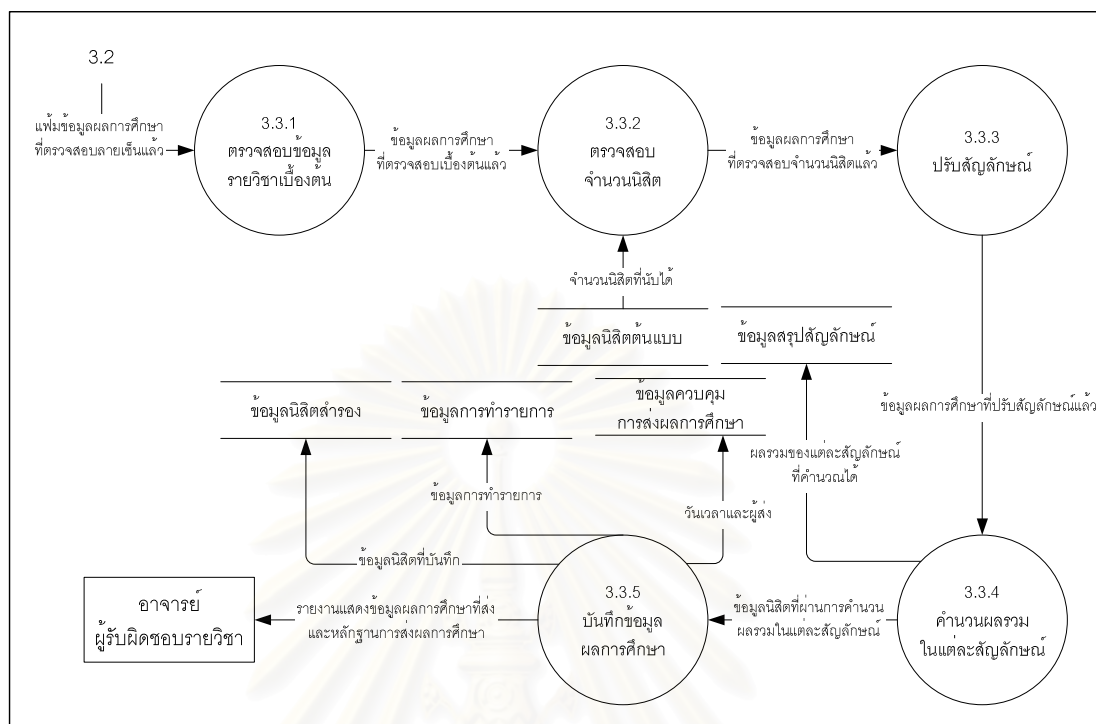 3.2
แฟ้มข้อมูลผลการศึกษา
ที่ตรวจสอบลายเซ็นแล้ว
3.3.1
ตรวจสอบข้อมูล
รายวิชาเบื้องต้น
ข้อมูลผลการศึกษา
ที่ตรวจสอบเบื้องต้นแล้ว
3.3.2
ตรวจสอบ
จำนวนนิสิต
ข้อมูลผลการศึกษา
ที่ตรวจสอบจำนวนนิสิตแล้ว
3.3.3
ปรับสัญลักษณ์
จำนวนนิสิตที่นับได้
ข้อมูลนิสิตต้นแบบ
ข้อมูลสรุปสัญลักษณ์
ข้อมูลนิสิตสำรอง
ข้อมูลการทำรายการ
ข้อมูลควบคุม
การส่งผลการศึกษา
ข้อมูลผลการศึกษาที่ปรับสัญลักษณ์แล้ว
ผลรวมของแต่ละสัญลักษณ์
ที่คำนวณได้
ข้อมูลการทำรายการ
วันเวลาและผู้ส่ง
ข้อมูลนิสิตที่บันทึก
อาจารย์
ผู้รับผิดชอบรายวิชา
รายงานแสดงข้อมูลผลการศึกษาที่ส่ง
และหลักฐานการส่งผลการศึกษา
3.3.5
บันทึกข้อมูล
ผลการศึกษา
ข้อมูลนิสิตที่ผ่านการคำนวน
ผลรวมในแต่ละสัญลักษณ์
3.3.4
คำนวนผลรวม
ในแต่ละสัญลักษณ์